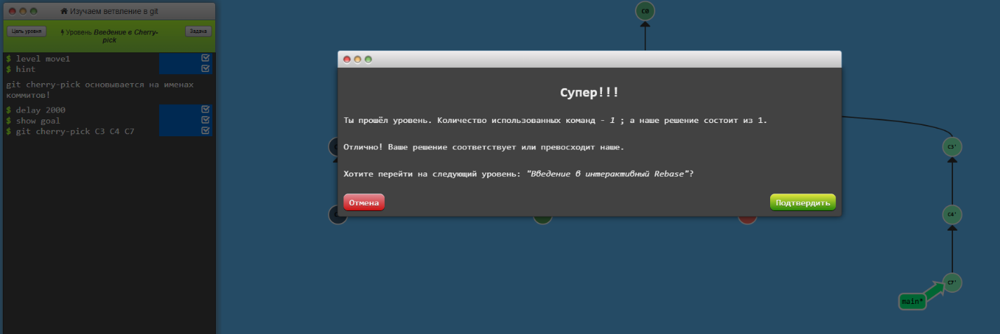 Изучаем ветвление в git
Цель уровня
Уровень Введение в Cherry-
pick
Задача
$ level move1
$ hint
git cherry-pick основывается на именах
коммитов!
$ delay 2000
$ show goal
$ git cherry-pick C3 C4 C7
C0
Супер!!!
Ты прошёл уровень. Количество использованных команд - 1 ; а наше решение состоит из 1.
Отлично! Ваше решение соответствует или превосходит наше.
Хотите перейти на следующий уровень: "Введение в интерактивный Rebase"?
Отмена
Подтвердить
C3'
C4'
C7'
main*